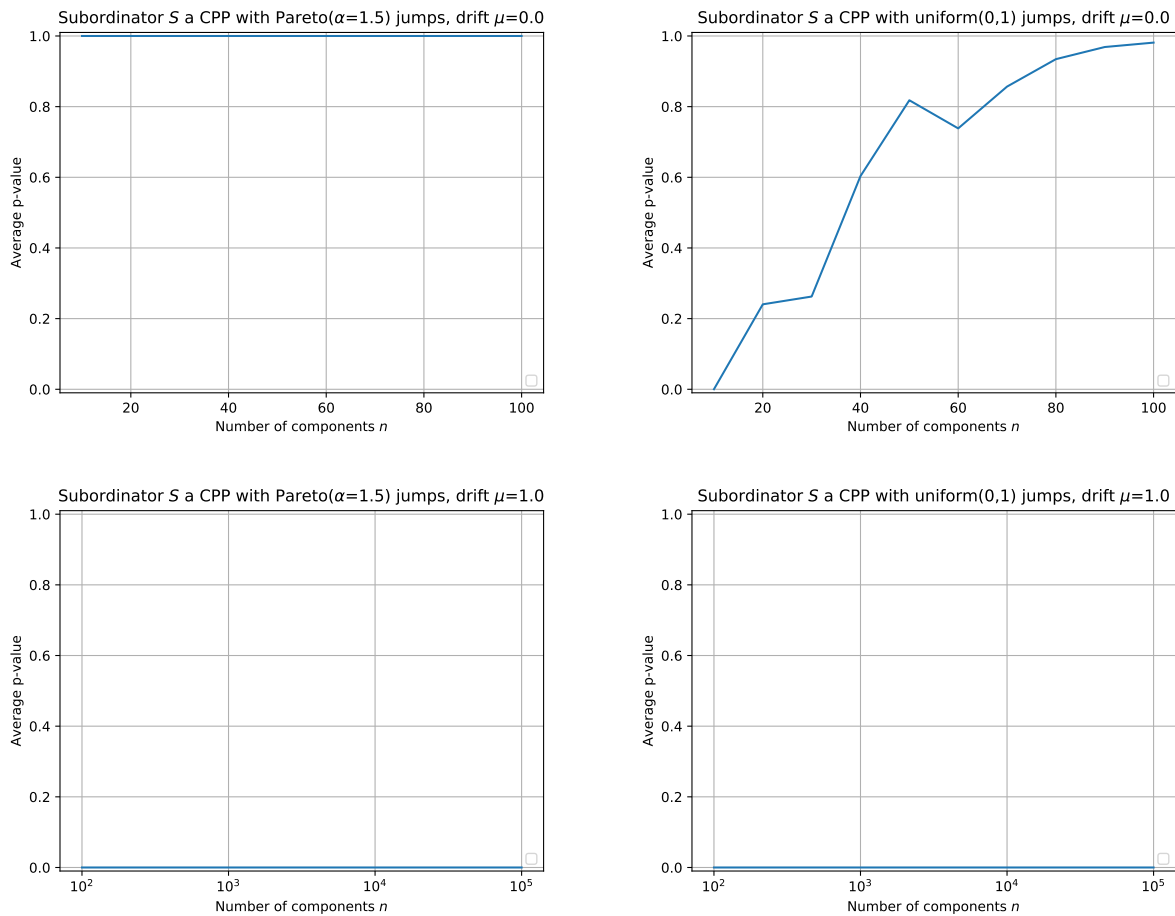 Subordinator S a CPP with Pareto(α=1.5) jumps, drift μ=0.0
1.0
0.8
0.6
0.4
0.2
0.0
Average p-value
20 40 60 80 100
Number of components n
Subordinator S a CPP with uniform(0,1) jumps, drift μ=0.0
1.0
0.8
0.6
0.4
0.2
0.0
Average p-value
20 40 60 80 100
Number of components n
Subordinator S a CPP with Pareto(α=1.5) jumps, drift μ=1.0
1.0
0.8
0.6
0.4
0.2
0.0
Average p-value
10² 10³ 10⁴ 10⁵
Number of components n
Subordinator S a CPP with uniform(0,1) jumps, drift μ=1.0
1.0
0.8
0.6
0.4
0.2
0.0
Average p-value
10² 10³ 10⁴ 10⁵
Number of components n